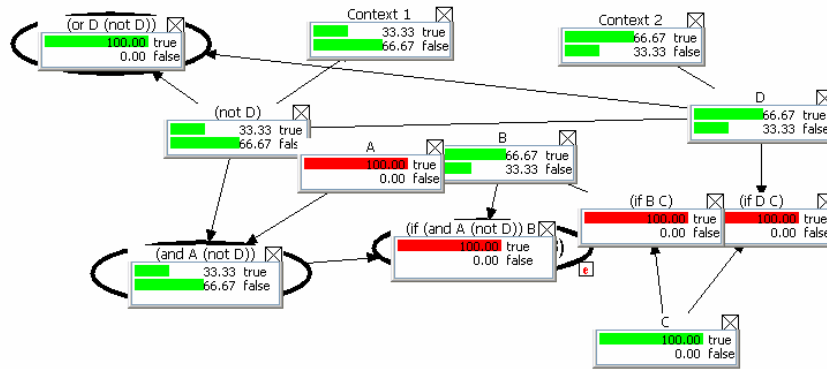 (or D (not D))
100.00 true
0.00 false
Context 1
33.33 true
66.67 false
Context 2
66.67 true
33.33 false
(not D)
33.33 true
66.67 fals
D
66.67 true
33.33 false
A
100.00 true
0.00 false
B
66.67 true
33.33 false
(if B C)
100.00 true
0.00 false
(if D C)
100.00 true
0.00 false
(and A (not D))
33.33 true
66.67 false
(if (and A (not D)) B
100.00 true
0.00 false
)
e
C
100.00 true
0.00 false